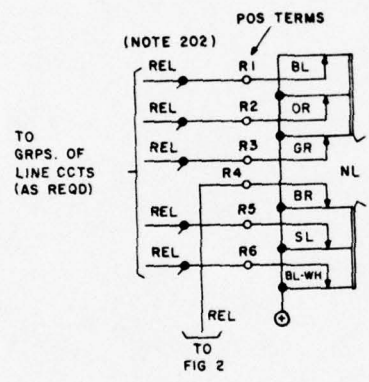 POS TERMS
(NOTE 202)
REL R1 BL
REL R2 OR
TO
GRPS. OF
LINE CCTS
(AS REQD)
REL R3 GR
R4 NL
BR
REL R5 SL
REL R6 BL-WH
REL
TO
FIG 2